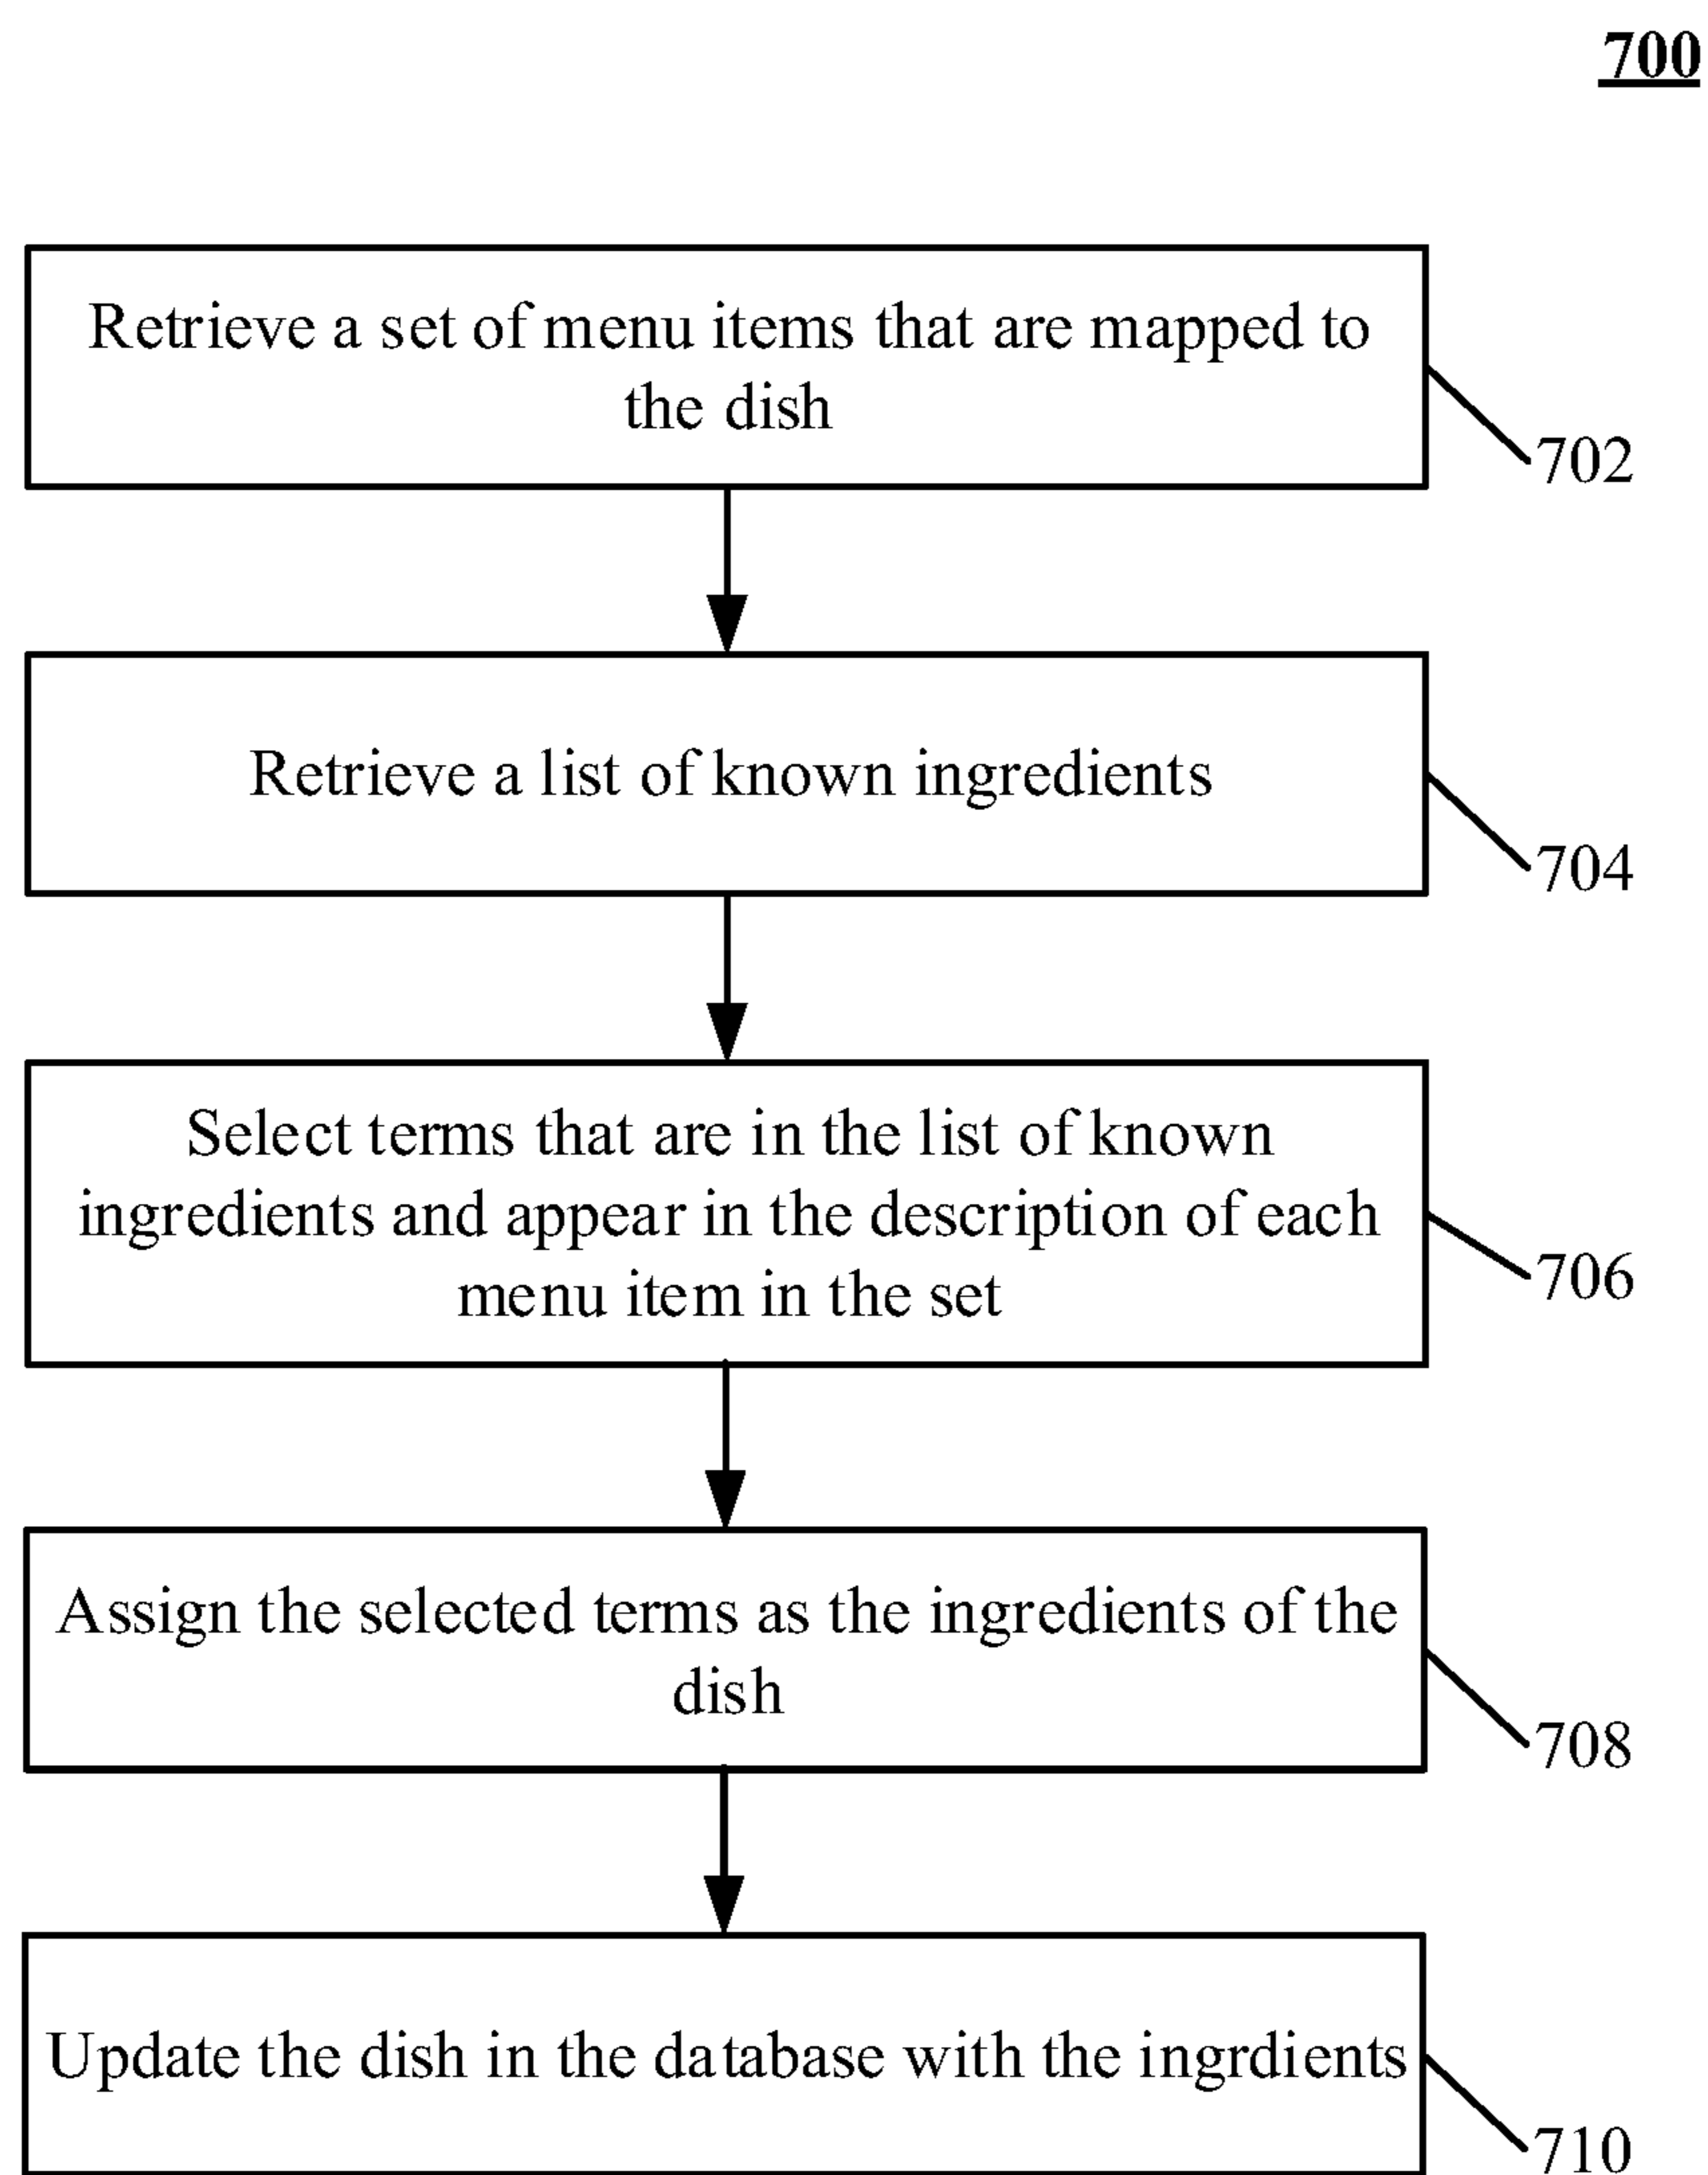 700
Retrieve a set of menu items that are mapped to
the dish
702
Retrieve a list of known ingredients
704
Select terms that are in the list of known
ingredients and appear in the description of each
menu item in the set
706
Assign the selected terms as the ingredients of the
dish
708
Update the dish in the database with the ingrdients
710